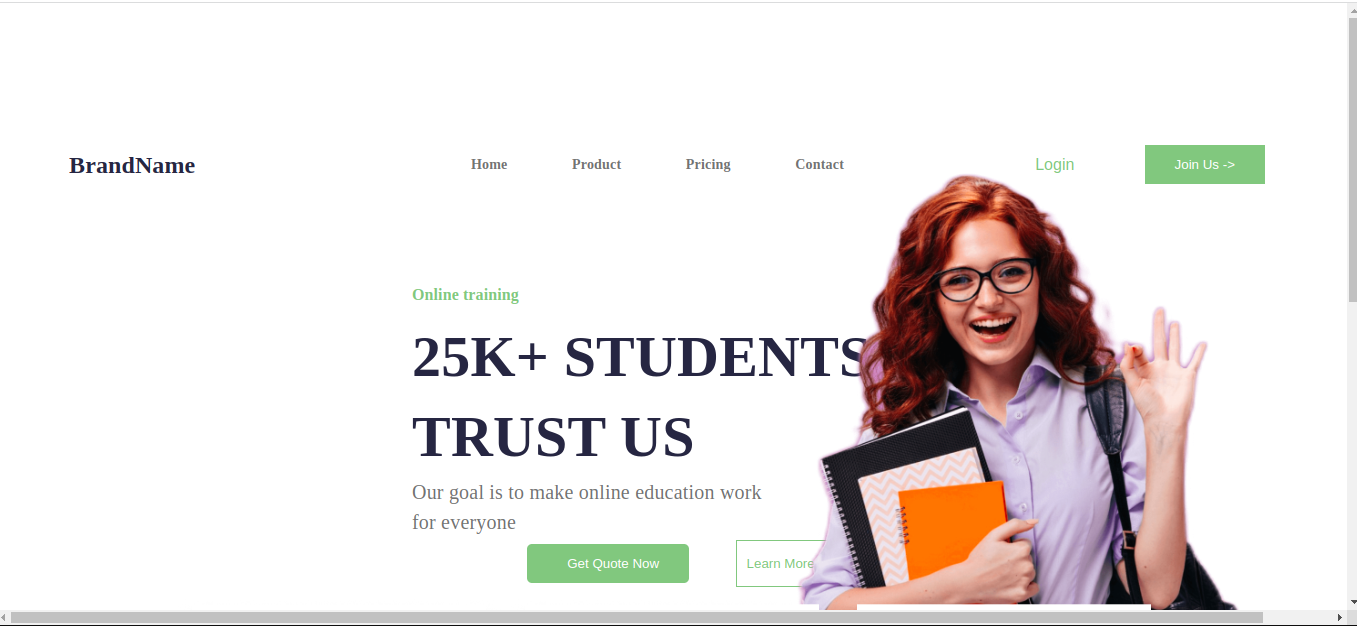 BrandName
Home
Product
Pricing
Contact
Login
Join Us ->
Online training
25K+ STUDENTS
TRUST US
Our goal is to make online education work
for everyone
Get Quote Now
Learn More